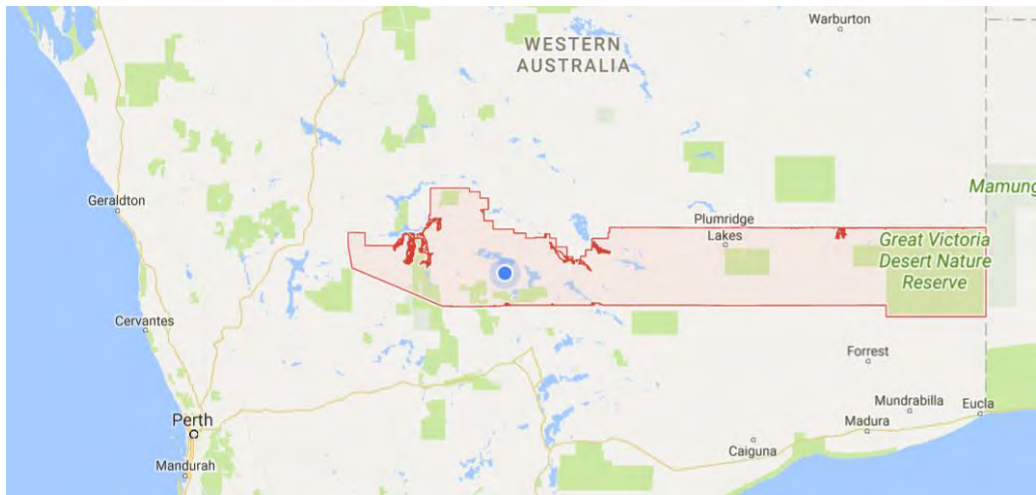 Warburton
WESTERN
AUSTRALIA
Mamung
Geraldton
Plumridge
Lakes
Great Victoria
Desert Nature
Reserve
Cervantes
Forrest
Mundrabilla
Eucla
Perth
Madura
Caiguna
Mandurah